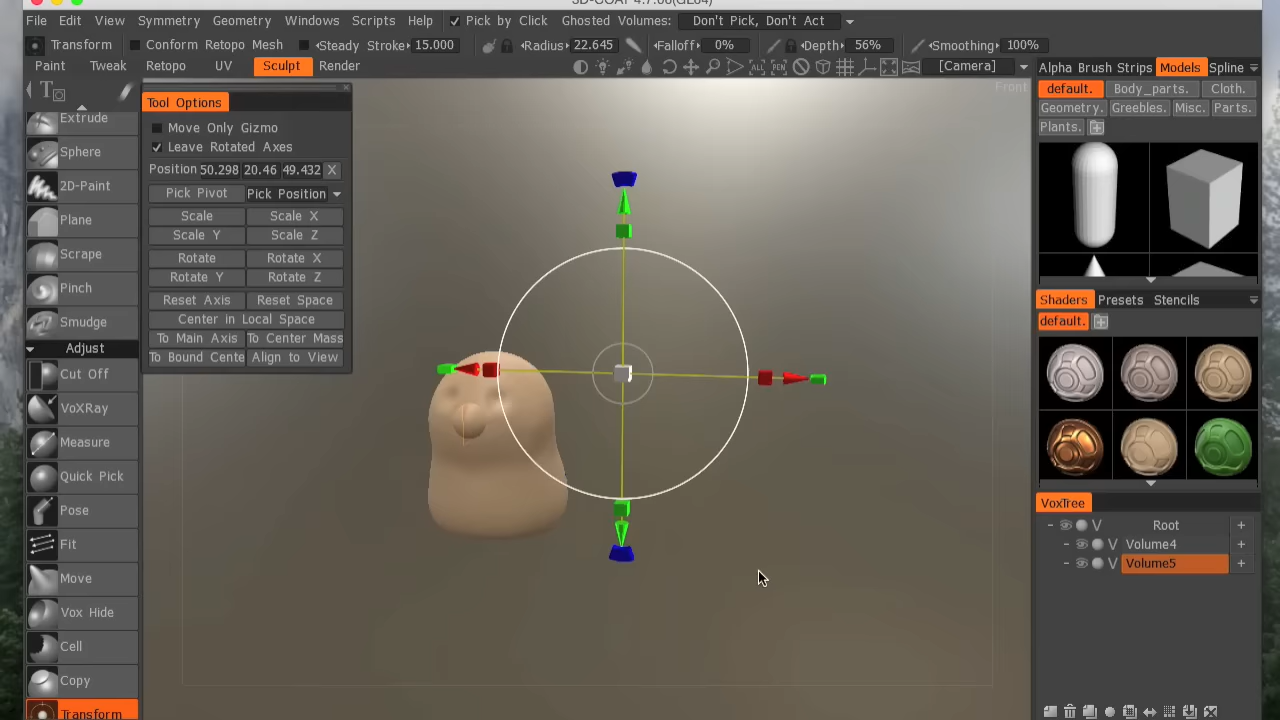 3D-COAT 4.7.06(GL64)
File Edit View Symmetry Geometry Windows Scripts Help Pick by Click Ghosted Volumes: Don't Pick, Don't Act
Transform Conform Retopo Mesh Steady Stroke: 15.000 Radius: 22.645 Falloff: 0% Depth: 56% Smoothing: 100%
Paint Tweak Retopo UV Sculpt Render [Camera]
Alpha Brush Strips Models Spline
default. Body_parts. Cloth.
Geometry. Greebles. Misc. Parts.
Plants.
Front
Extrude
Sphere
2D-Paint
Plane
Scrape
Pinch
Smudge
Adjust
Cut Off
VoXRay
Measure
Quick Pick
Pose
Fit
Move
Vox Hide
Cell
Copy
Transform
Tool Options
Move Only Gizmo
Leave Rotated Axes
Position 50.298 20.46 49.432 X
Pick Pivot Pick Position
Scale Scale X
Scale Y Scale Z
Rotate Rotate X
Rotate Y Rotate Z
Reset Axis Reset Space
Center in Local Space
To Main Axis To Center Mass
To Bound Cente Align to View
Shaders Presets Stencils
default.
VoxTree
V Root +
V Volume4 +
V Volume5 +